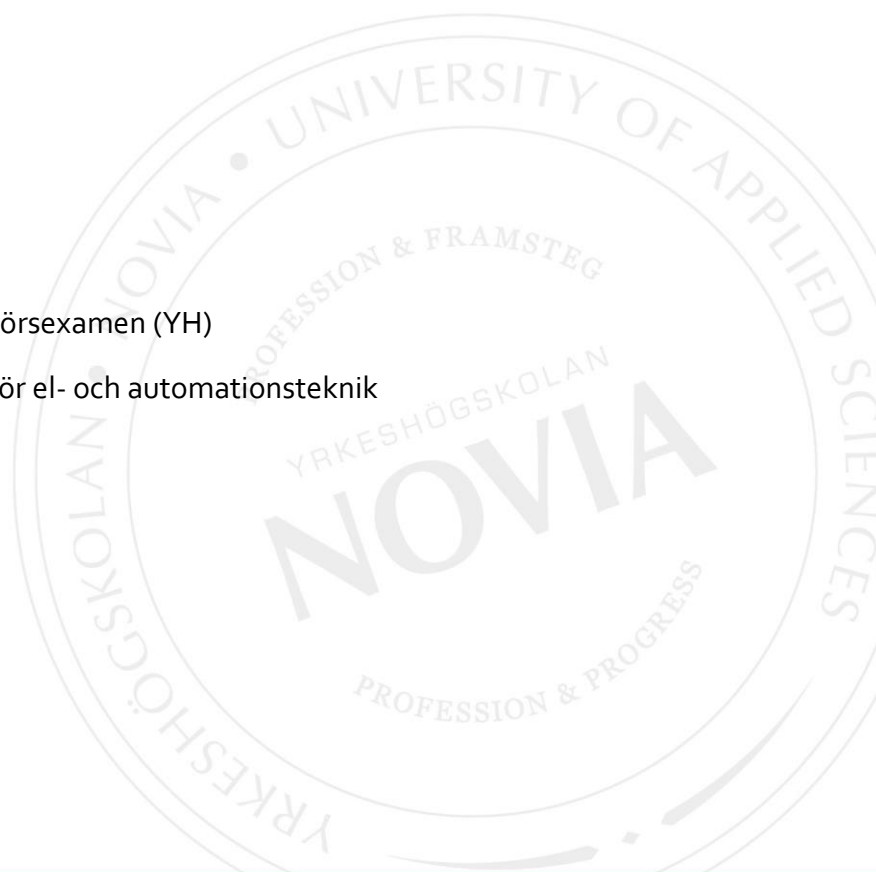 YRKESHÖGSKOLAN • NOVIA • UNIVERSITY OF APPLIED SCIENCES
PROFESSION & FRAMSTEG
örsexamen (YH)
ör el- och automationsteknik
YRKESHÖGSKOLAN
NOVIA
PROFESSION & PROGRESS